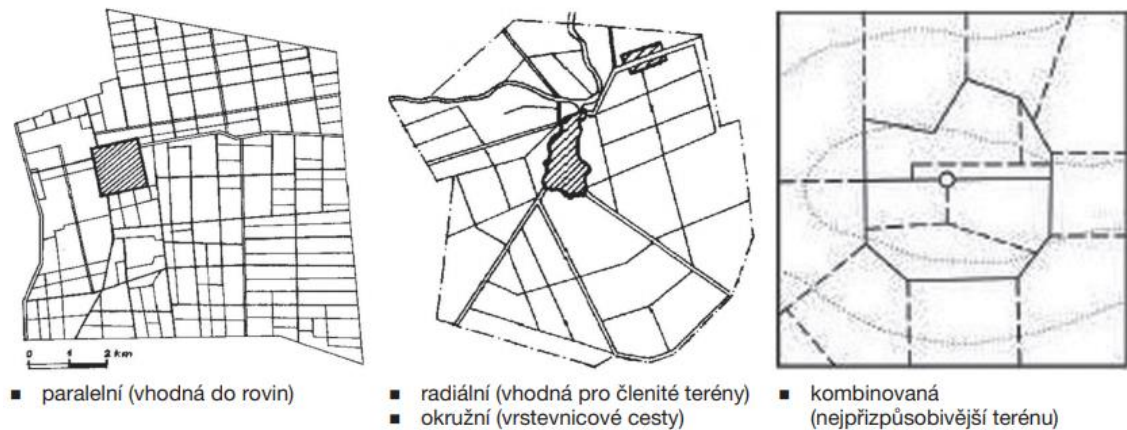 0 1 2 km
■ paralelní (vhodná do rovin)
■ radiální (vhodná pro členité terény)
■ okružní (vrstevnicové cesty)
■ kombinovaná
(nejpřizpůsobivější terénu)